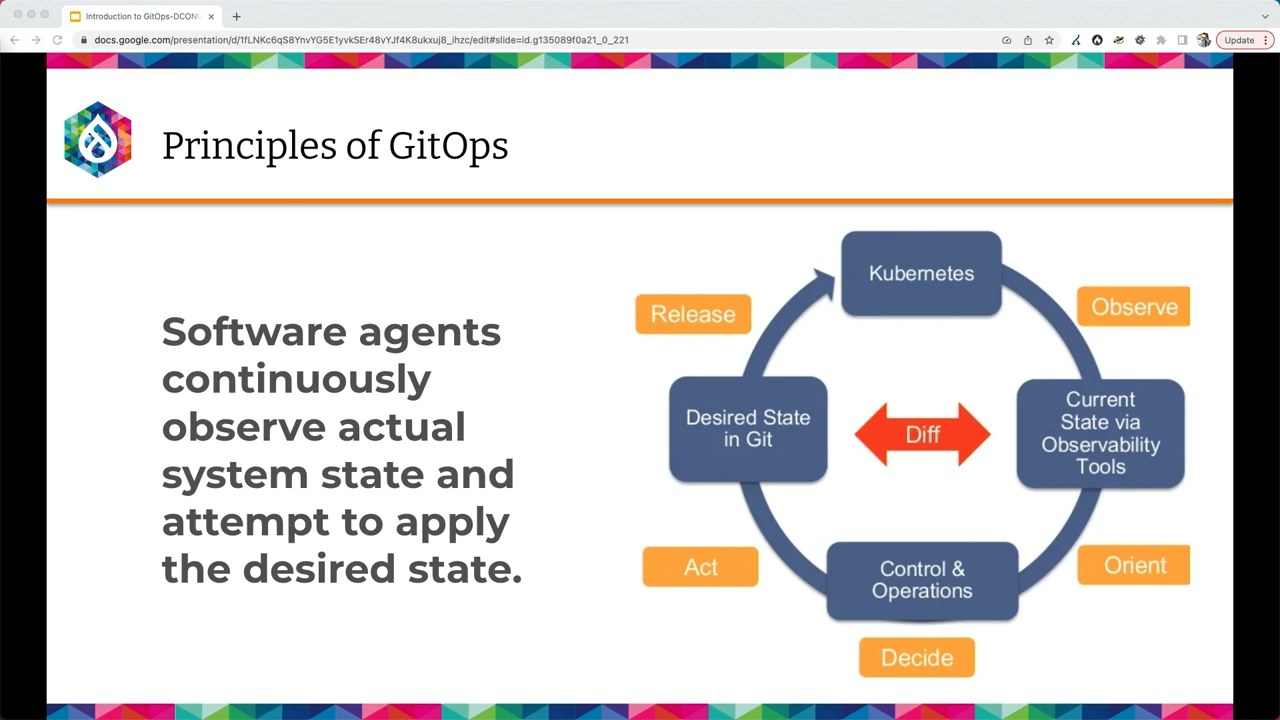 Introduction to GitOps-DCON
docs.google.com/presentation/d/1fLNKc6qS8YnvYG5E1yvkSEr48vYJf4K8ukxuj8_ihzc/edit#slide=id.g135089f0a21_0_221
Update
Principles of GitOps
Software agents
continuously
observe actual
system state and
attempt to apply
the desired state.
Kubernetes
Release
Observe
Desired State
in Git
Diff
Current
State via
Observability
Tools
Act
Control &
Operations
Orient
Decide